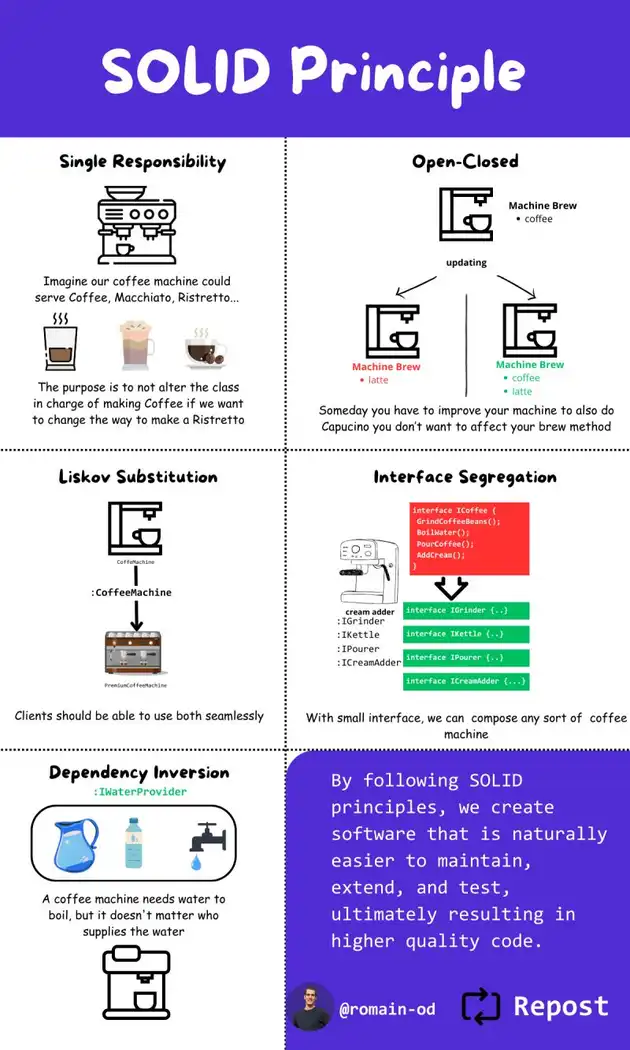 SOLID Principle
Single Responsibility
Imagine our coffee machine could
serve Coffee, Macchiato, Ristretto...
The purpose is to not alter the class
in charge of making Coffee if we want
to change the way to make a Ristretto
Open-Closed
Machine Brew
• coffee
updating
Machine Brew
• latte
Machine Brew
• coffee
• latte
Someday you have to improve your machine to also do
Capucino you don't want to affect your brew method
Liskov Substitution
CoffeMachine
:CoffeeMachine
PremiumCoffeeMachine
Clients should be able to use both seamlessly
Interface Segregation
interface ICoffee {
GrindCoffeeBeans();
BoilWater();
PourCoffee();
AddCream();
}
cream adder
:IGrinder
:IKettle
:IPourer
:ICreamAdder
interface IGrinder {..}
interface IKettle {..}
interface IPourer {..}
interface ICreamAdder {...}
With small interface, we can compose any sort of coffee
machine
Dependency Inversion
:IWaterProvider
A coffee machine needs water to
boil, but it doesn't matter who
supplies the water
By following SOLID
principles, we create
software that is naturally
easier to maintain,
extend, and test,
ultimately resulting in
higher quality code.
@romain-od
Repost